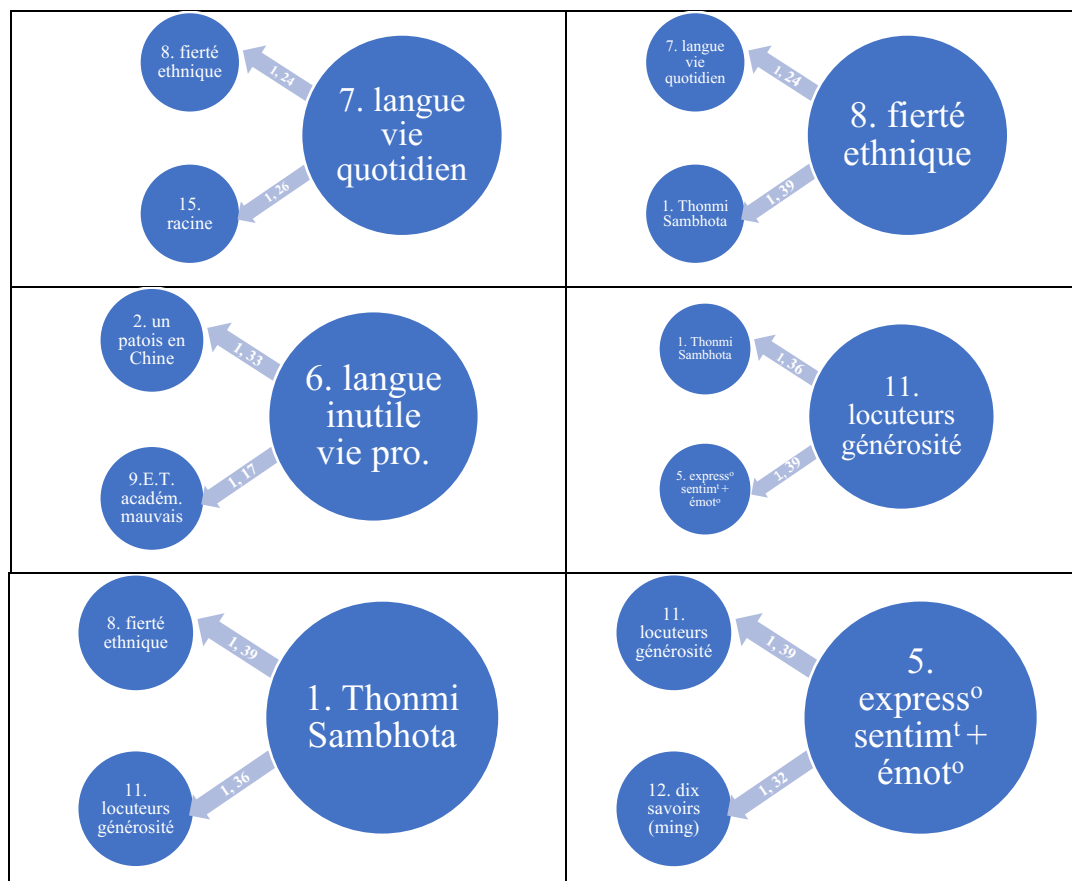 8. fierté
ethnique
1, 24
7. langue
vie
quotidien
15.
racine
1, 26
7. langue
vie
quotidien
1, 24
8. fierté
ethnique
1. Thonmi
Sambhota
1, 39
2. un
patois en
Chine
1, 33
6. langue
inutile
vie pro.
9.E.T.
académ.
mauvais
1, 17
1. Thonmi
Sambhota
1, 36
11.
locuteurs
générosité
5. expressº
sentimᵗ +
émotº
1, 39
8. fierté
ethnique
1, 39
1. Thonmi
Sambhota
11.
locuteurs
générosité
1, 36
11.
locuteurs
générosité
1, 39
5.
expressº
sentimᵗ +
émotº
12. dix
savoirs
(ming)
1, 32